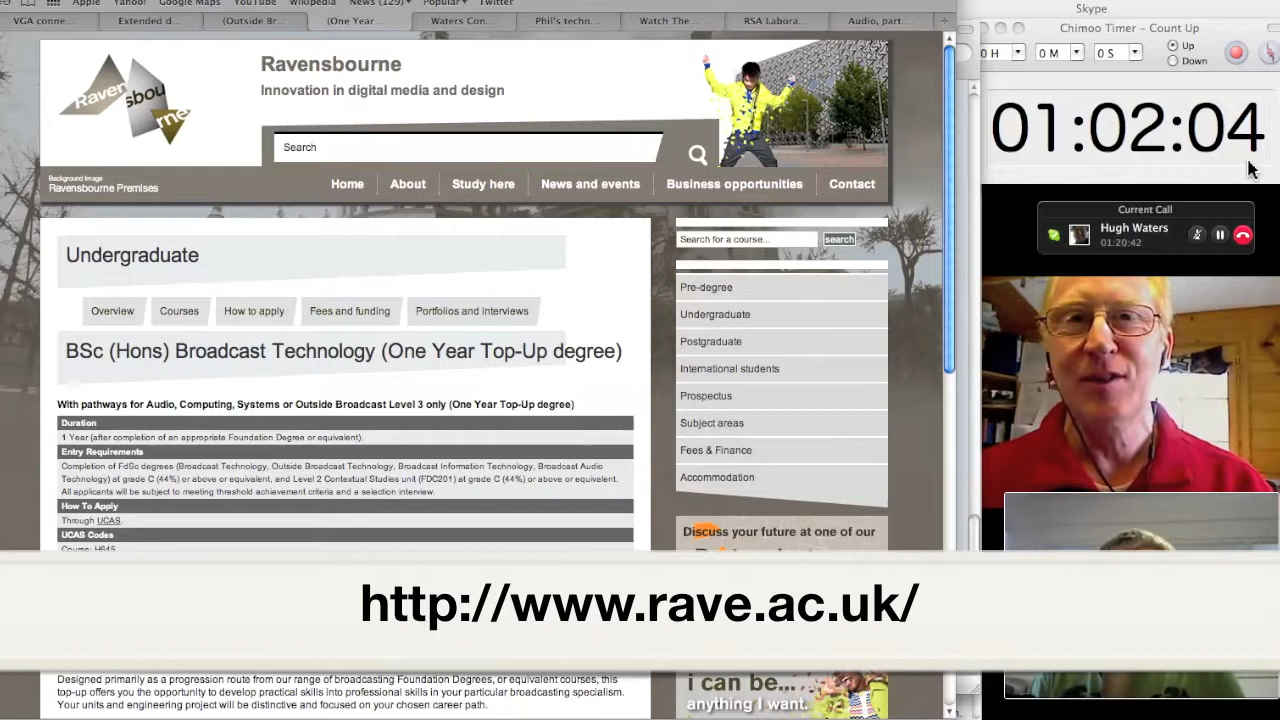 Apple
Yahoo!
Google Maps
YouTube
Wikipedia
News (129)
Popular
Twitter
VGA conne...
Extended d...
(Outside Br...
(One Year ...
Waters Con...
Phil's techn...
Watch The ...
RSA Labora...
Audio, part ...
Skype
Chimoo Timer – Count Up
0 H
0 M
0 S
Up
Down
01:02:04
Current Call
Hugh Waters
01:20:42
Ravensbourne
Ravensbourne
Innovation in digital media and design
Search
Background Image
Ravensbourne Premises
Home
About
Study here
News and events
Business opportunities
Contact
Undergraduate
Overview
Courses
How to apply
Fees and funding
Portfolios and interviews
BSc (Hons) Broadcast Technology (One Year Top-Up degree)
With pathways for Audio, Computing, Systems or Outside Broadcast Level 3 only (One Year Top-Up degree)
Duration
1 Year (after completion of an appropriate Foundation Degree or equivalent).
Entry Requirements
Completion of FdSc degrees (Broadcast Technology, Outside Broadcast Technology, Broadcast Information Technology, Broadcast Audio
Technology) at grade C (44%) or above or equivalent, and Level 2 Contextual Studies unit (FDC201) at grade C (44%) or above or equivalent.
All applicants will be subject to meeting threshold achievement criteria and a selection interview.
How To Apply
Through UCAS.
UCAS Codes
Course: H645
Search for a course...
search
Pre-degree
Undergraduate
Postgraduate
International students
Prospectus
Subject areas
Fees & Finance
Accommodation
Discuss your future at one of our
http://www.rave.ac.uk/
Designed primarily as a progression route from our range of broadcasting Foundation Degrees, or equivalent courses, this
top-up offers you the opportunity to develop practical skills into professional skills in your particular broadcasting specialism.
Your units and engineering project will be distinctive and focused on your chosen career path.
i can be...
anything I want.